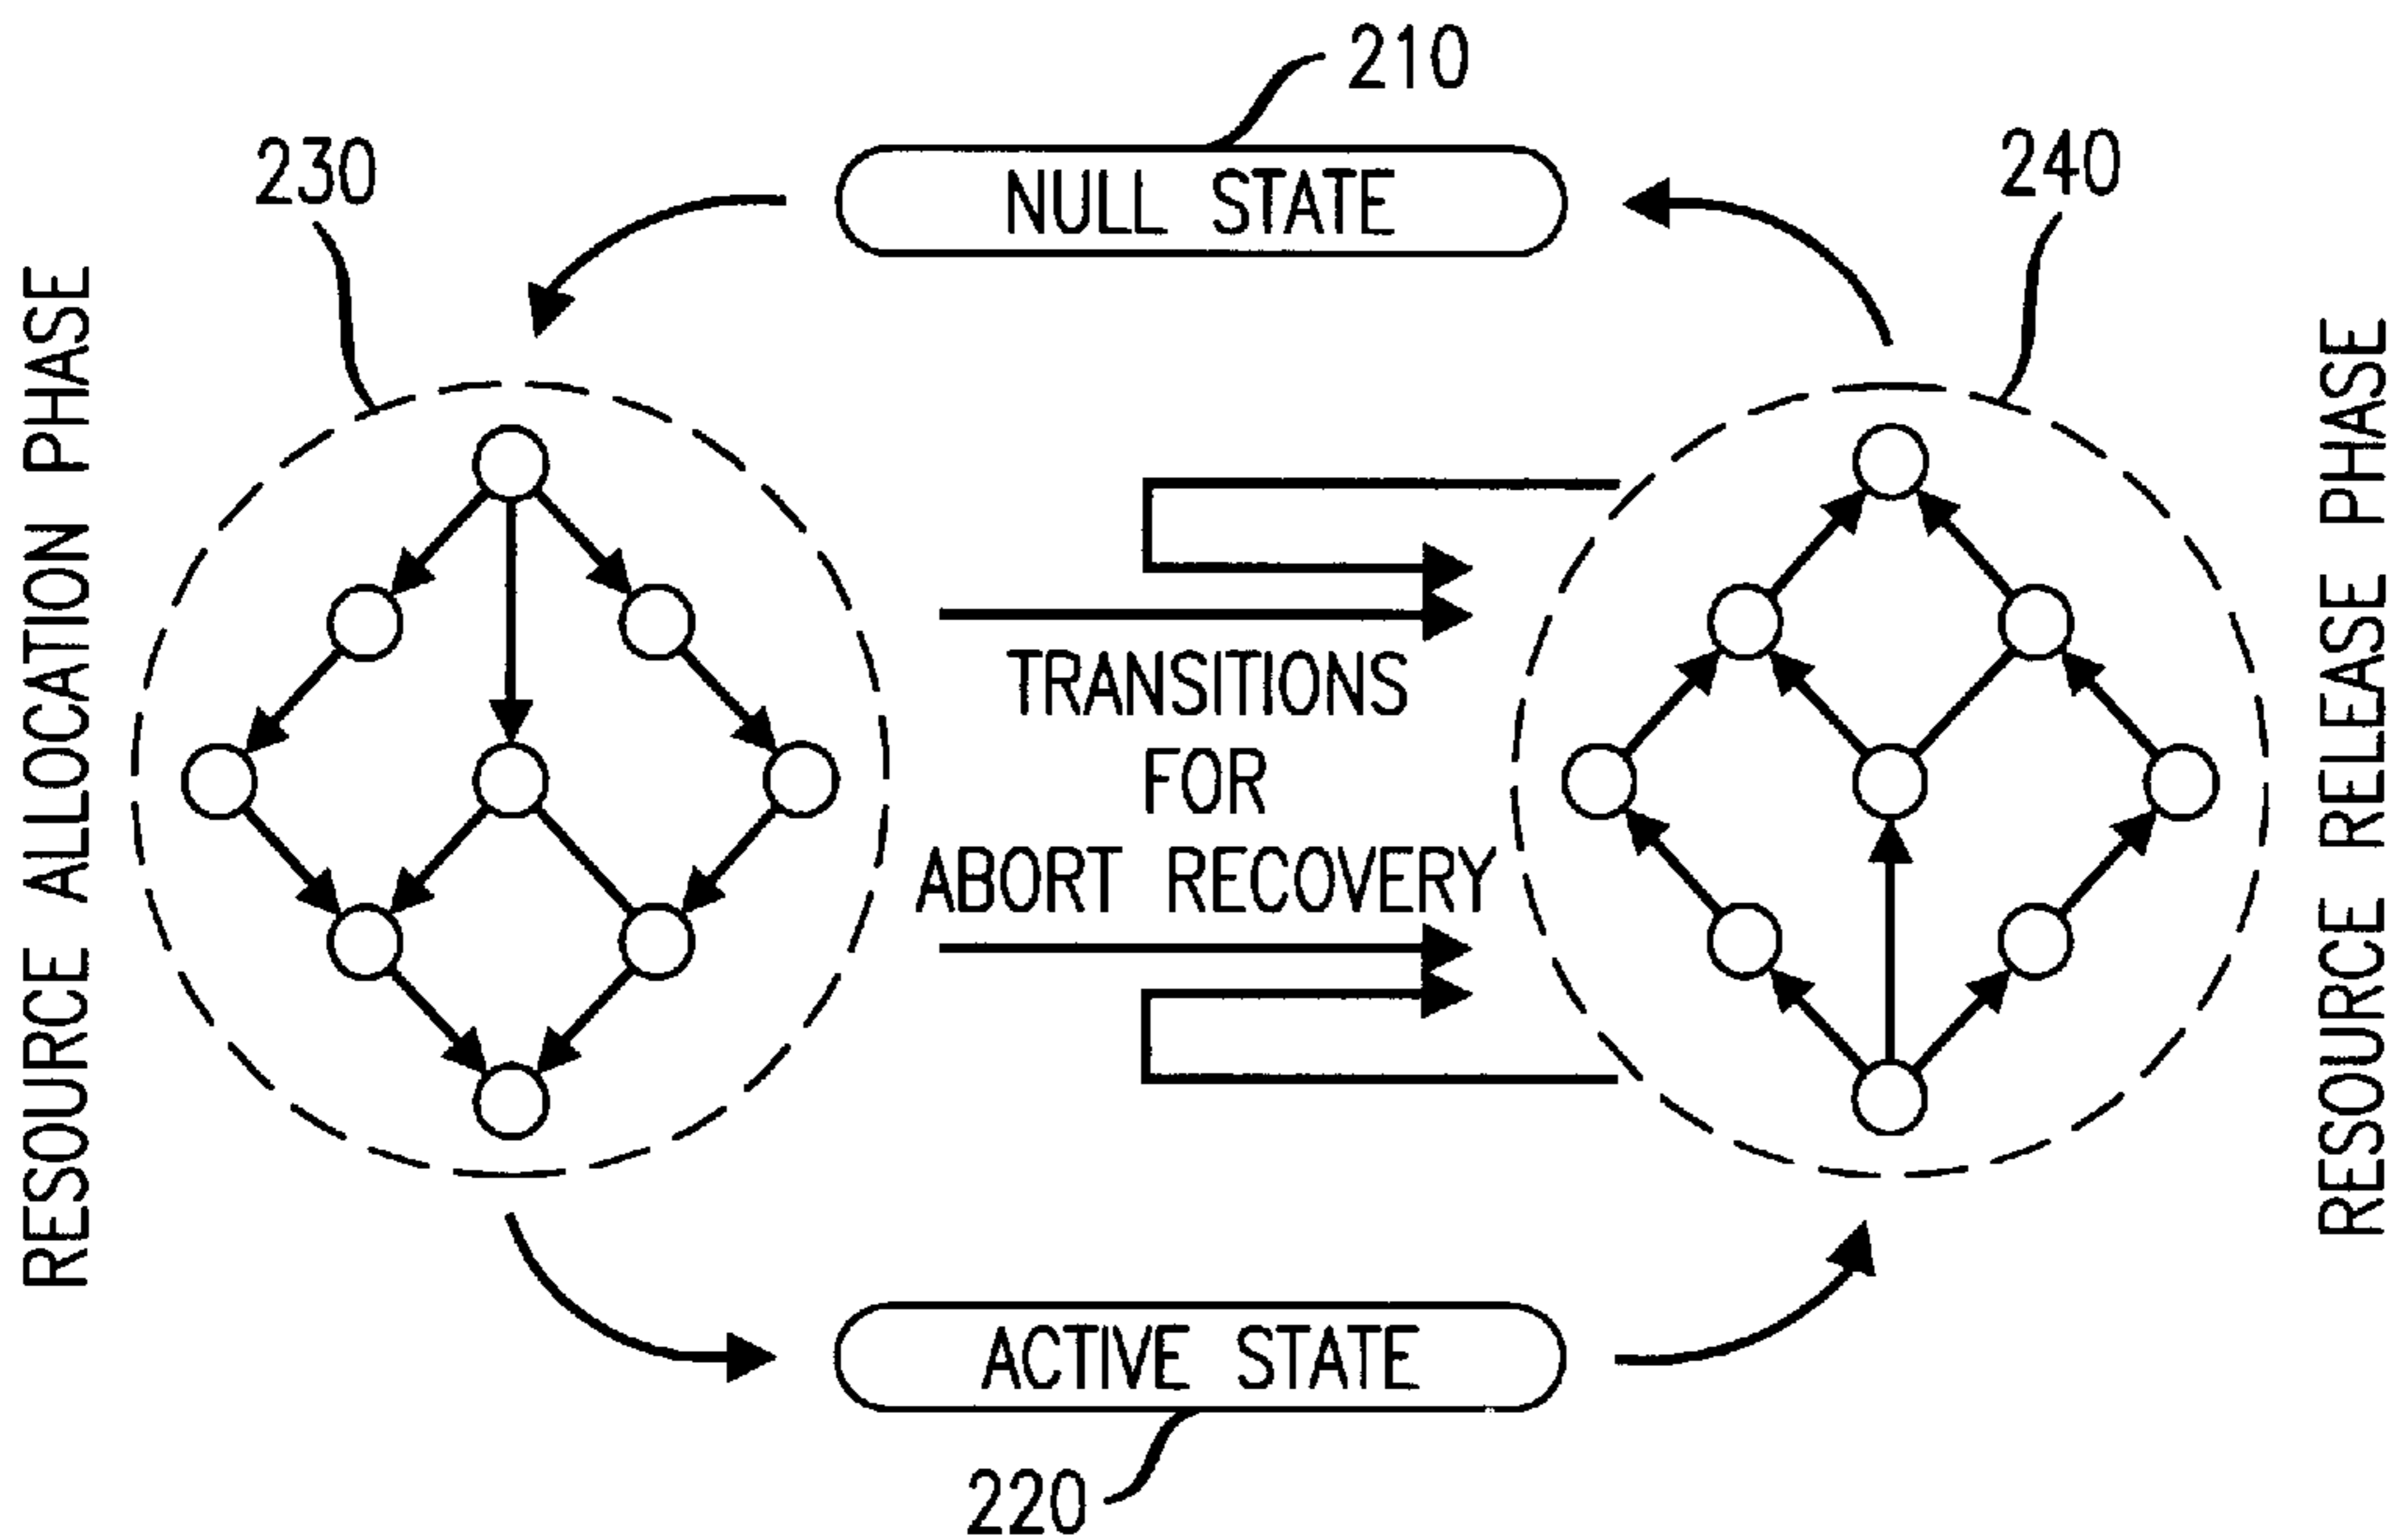 210
230
NULL STATE
240
RESOURCE ALLOCATION PHASE
TRANSITIONS
FOR
ABORT RECOVERY
RESOURCE RELEASE PHASE
ACTIVE STATE
220